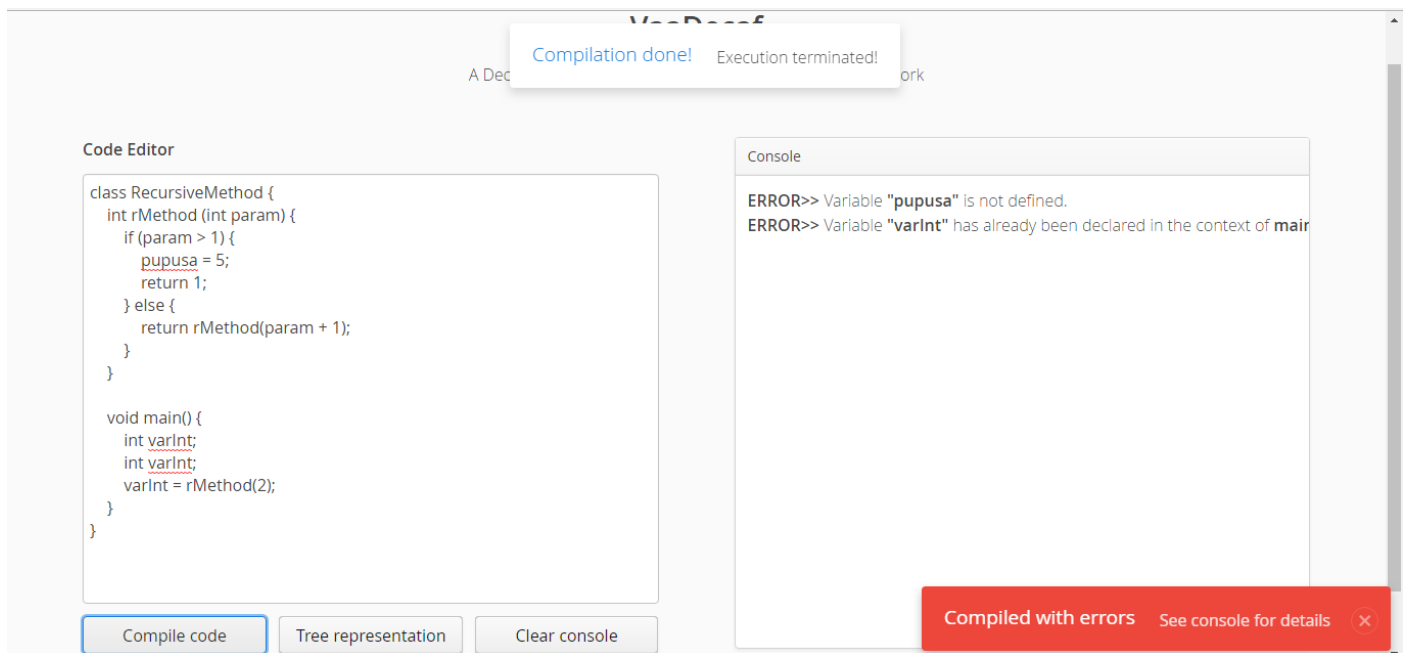 Compilation done! Execution terminated!
A Dec
ork
Code Editor
class RecursiveMethod {
int rMethod (int param) {
if (param > 1) {
pupusa = 5;
return 1;
} else {
return rMethod(param + 1);
}
}
void main() {
int varInt;
int varInt;
varInt = rMethod(2);
}
}
Compile code
Tree representation
Clear console
Console
ERROR>> Variable "pupusa" is not defined.
ERROR>> Variable "varInt" has already been declared in the context of
Compiled with errors See console for details